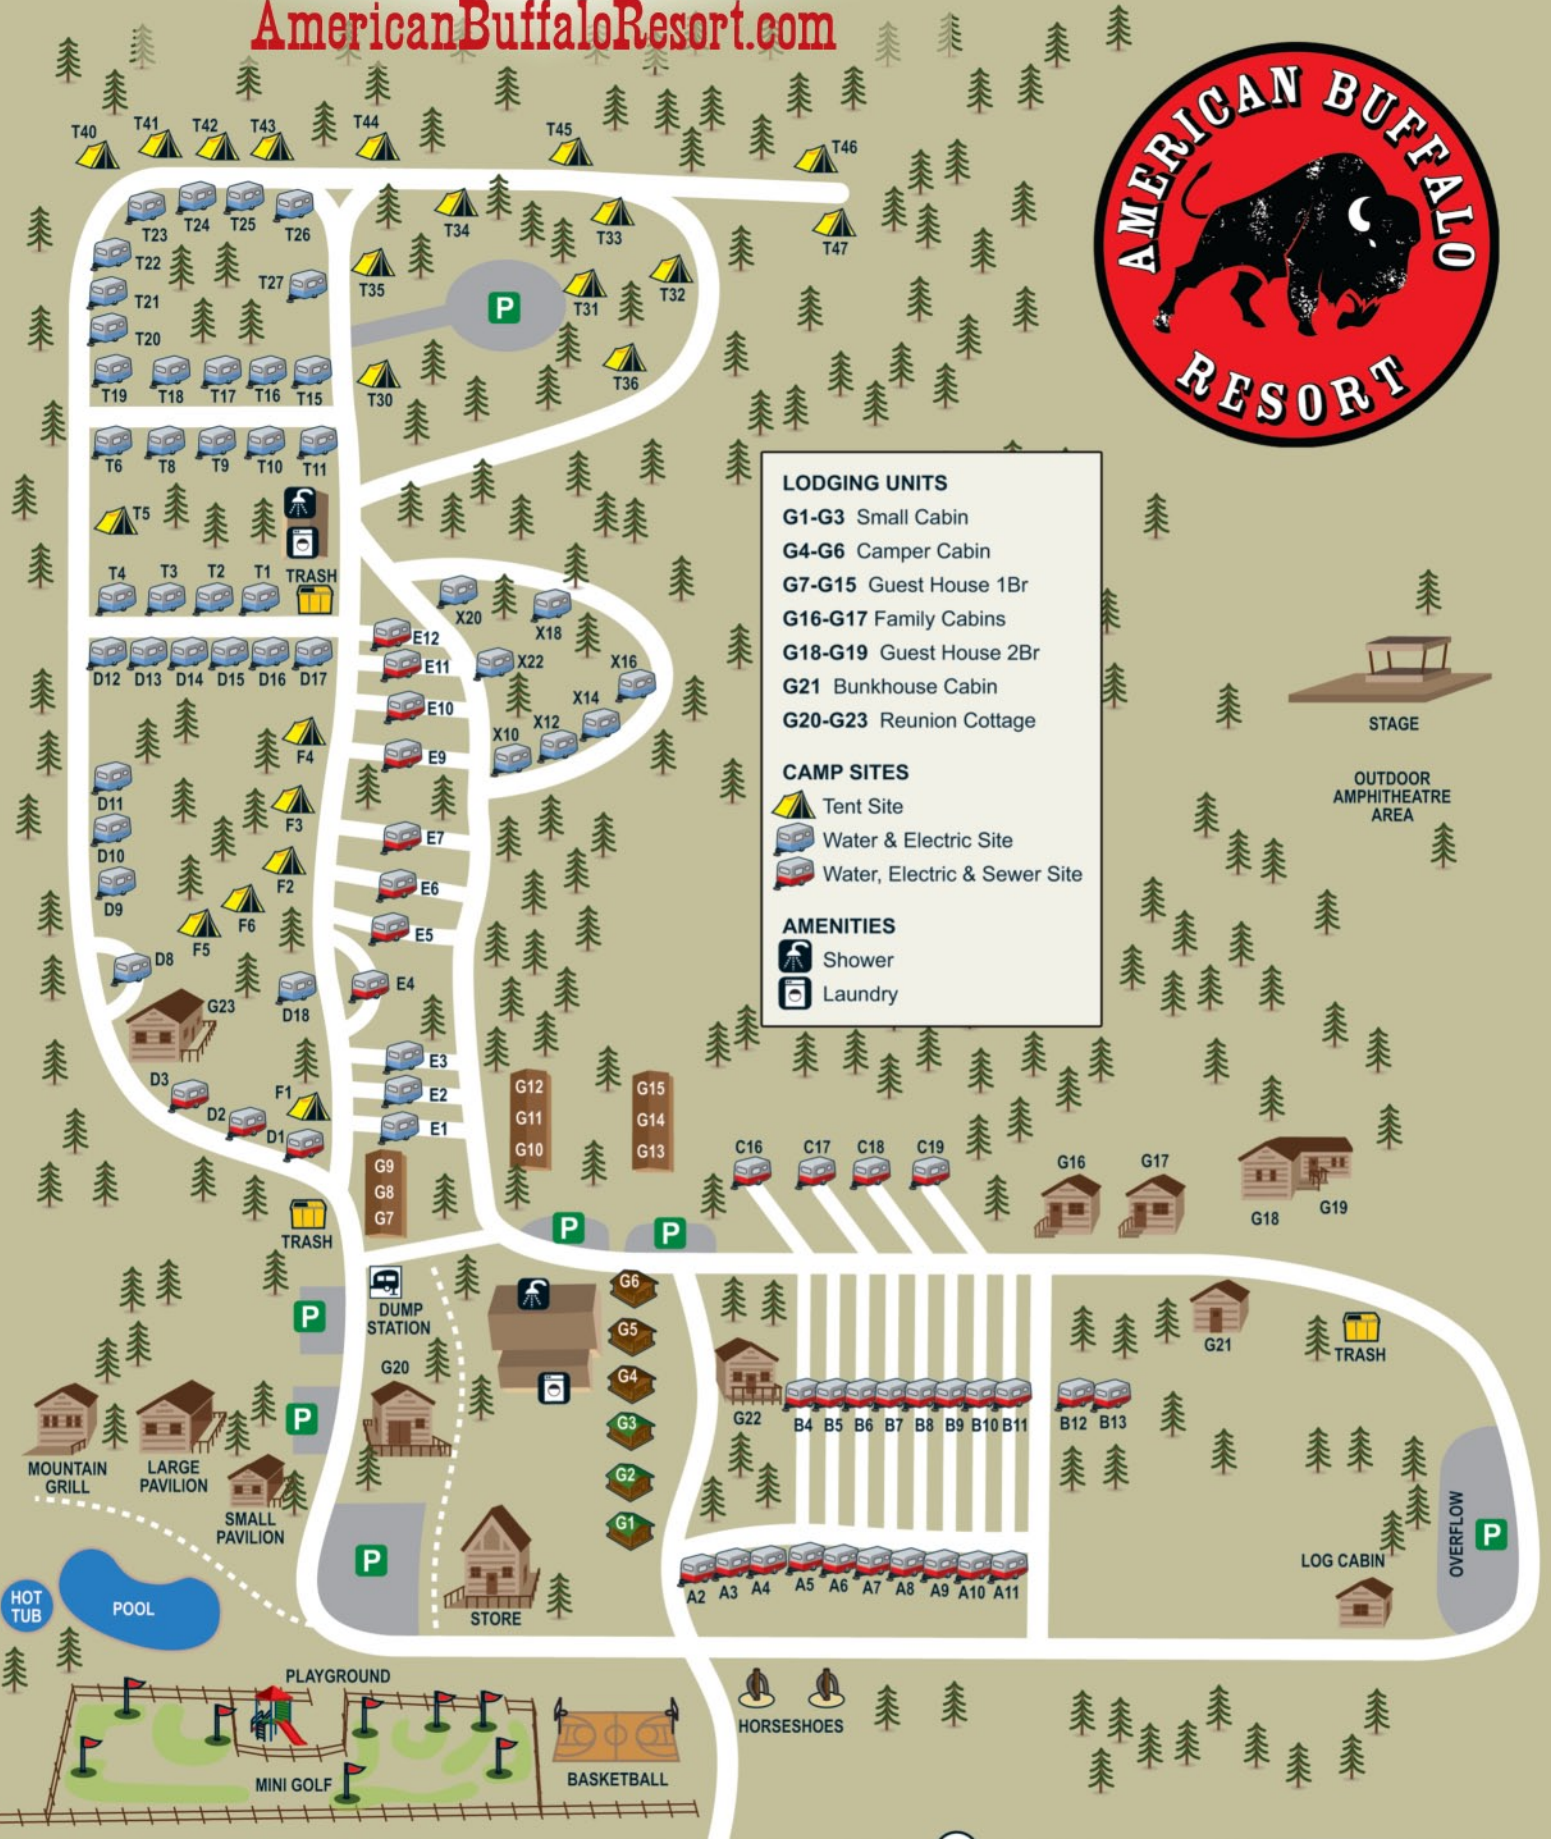 AmericanBuffaloResort.com
AMERICAN BUFFALO
RESORT
T40 T41 T42 T43 T44 T45 T46
T47
T23 T24 T25 T26
T34 T33
T22
T27
T35 T31 T32
P
T21
T20
T19 T18 T17 T16 T15
T30 T36
T6 T8 T9 T10 T11
T5
T4 T3 T2 T1 TRASH
X20 X18
E12
D12 D13 D14 D15 D16 D17
E11 X22 X16
E10 X14
X12
X10
F4 E9
D11
F3
D10
E7
F2
E6
D9
F6
F5
E5
D8
E4
G23
D18
E3
D3
E2
F1
D2
E1
D1
G12
G11
G10
G15
G14
G13
G9
G8
G7
LODGING UNITS
G1-G3 Small Cabin
G4-G6 Camper Cabin
G7-G15 Guest House 1Br
G16-G17 Family Cabins
G18-G19 Guest House 2Br
G21 Bunkhouse Cabin
G20-G23 Reunion Cottage
CAMP SITES
Tent Site
Water & Electric Site
Water, Electric & Sewer Site
AMENITIES
Shower
Laundry
STAGE
OUTDOOR
AMPHITHEATRE
AREA
C16 C17 C18 C19
G16 G17
G18 G19
TRASH
P P
DUMP
STATION
P
G20
P
G6
G5
G4
G3
G2
G1
G22
B4 B5 B6 B7 B8 B9 B10 B11
B12 B13
G21
TRASH
MOUNTAIN
GRILL
LARGE
PAVILION
SMALL
PAVILION
P
STORE
A2 A3 A4 A5 A6 A7 A8 A9 A10 A11
LOG CABIN
OVERFLOW
P
HOT
TUB
POOL
PLAYGROUND
MINI GOLF
BASKETBALL
HORSESHOES